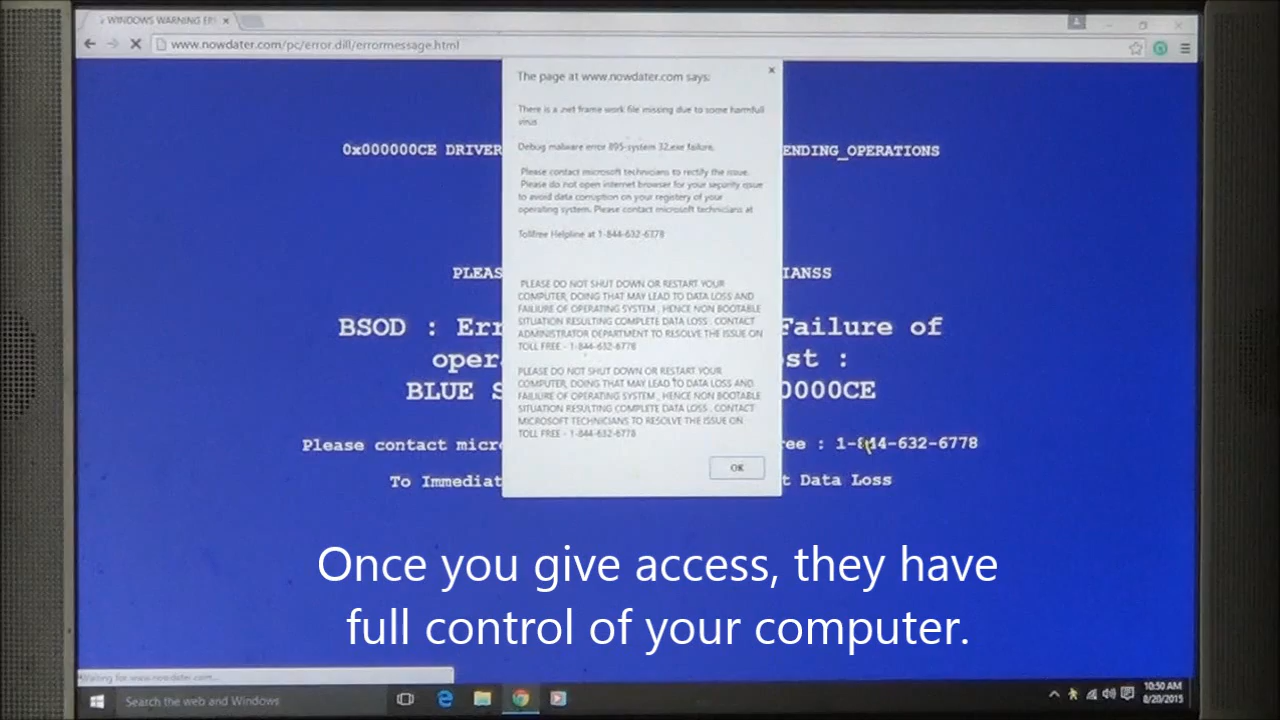 WINDOWS WARNING ER
www.nowdater.com/pc/error.dill/errormessage.html
The page at www.nowdater.com says:
There is a .net frame work file missing due to some harmfull
virus
Debug malware error 895-system 32.exe failure.
Please contact microsoft technicians to rectify the issue.
Please do not open internet browser for your security issue
to avoid data corruption on your registery of your
operating system. Please contact microsoft technicians at
Tollfree Helpline at 1-844-632-6778
PLEASE DO NOT SHUT DOWN OR RESTART YOUR
COMPUTER, DOING THAT MAY LEAD TO DATA LOSS AND
FAILIURE OF OPERATING SYSTEM , HENCE NON BOOTABLE
SITUATION RESULTING COMPLETE DATA LOSS . CONTACT
ADMINISTRATOR DEPARTMENT TO RESOLVE THE ISSUE ON
TOLL FREE - 1-844-632-6778
PLEASE DO NOT SHUT DOWN OR RESTART YOUR
COMPUTER, DOING THAT MAY LEAD TO DATA LOSS AND
FAILIURE OF OPERATING SYSTEM , HENCE NON BOOTABLE
SITUATION RESULTING COMPLETE DATA LOSS . CONTACT
MICROSOFT TECHNICIANS TO RESOLVE THE ISSUE ON
TOLL FREE - 1-844-632-6778
OK
0x000000CE DRIVER ENDING_OPERATIONS
PLEAS IANSS
BSOD : Err Failure of
oper st :
BLUE S 0000CE
Please contact micr ree : 1-844-632-6778
To Immediat t Data Loss
Once you give access, they have
full control of your computer.
Waiting for www.nowdater.com...
Search the web and Windows
10:50 AM
8/20/2015